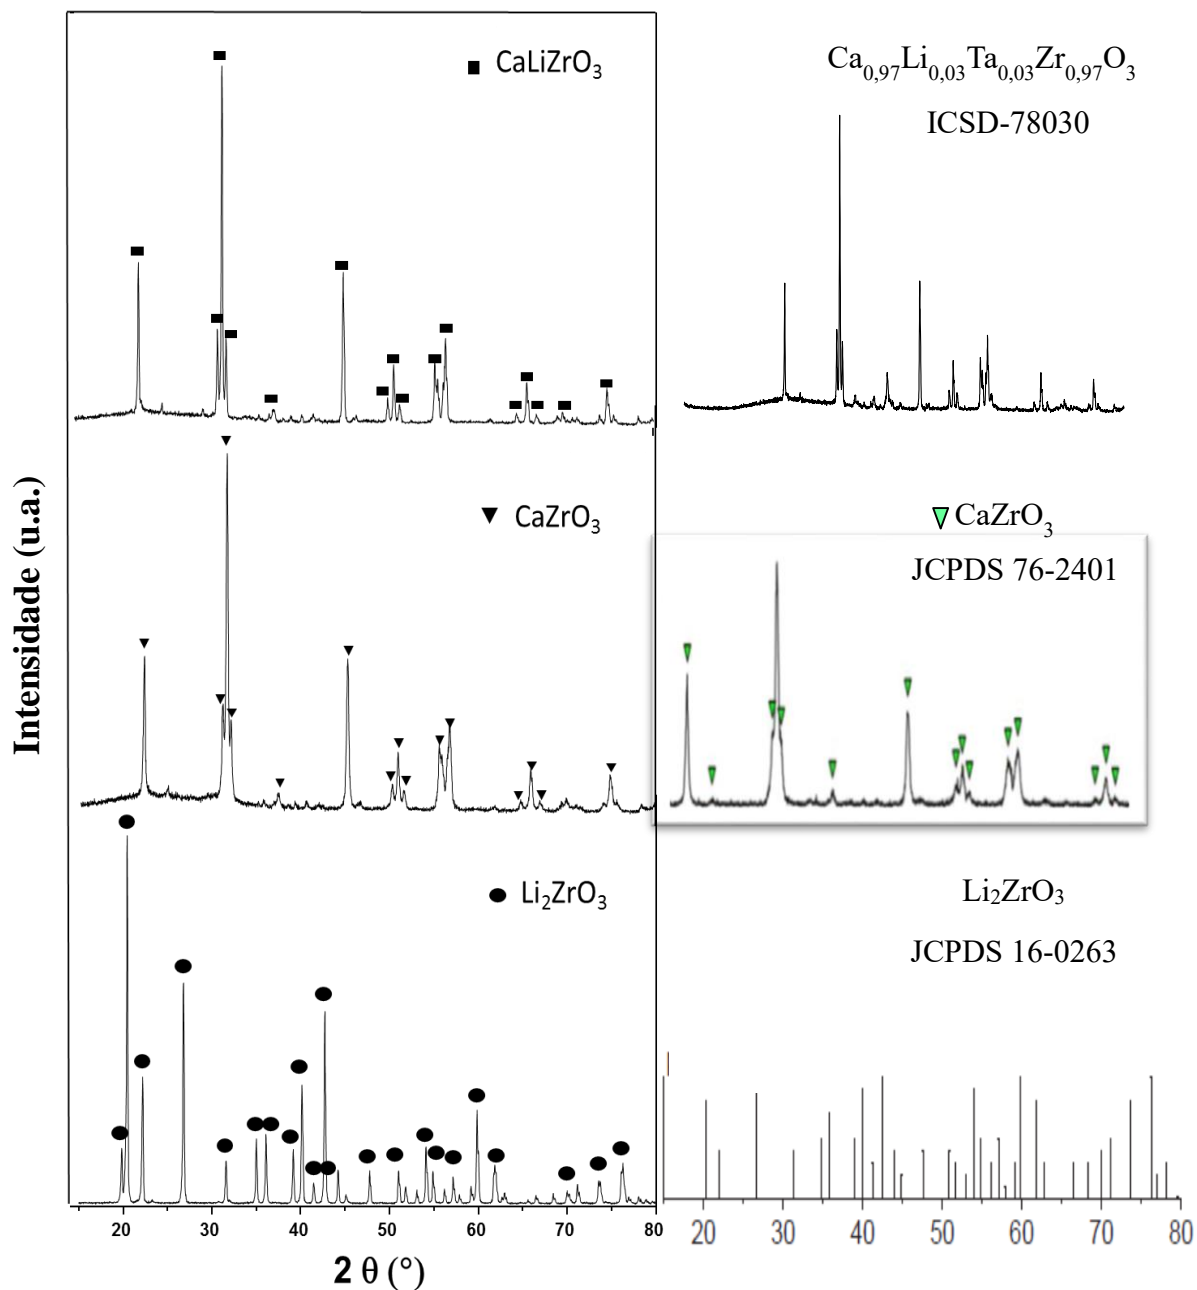 CaLiZrO₃
Ca₀,₉₇Li₀,₀₃Ta₀,₀₃Zr₀,₉₇O₃
ICSD-78030
CaZrO₃
CaZrO₃
JCPDS 76-2401
Li₂ZrO₃
Li₂ZrO₃
JCPDS 16-0263
Intensidade (u.a.)
20 30 40 50 60 70 80
20 30 40 50 60 70 80
2 θ (°)